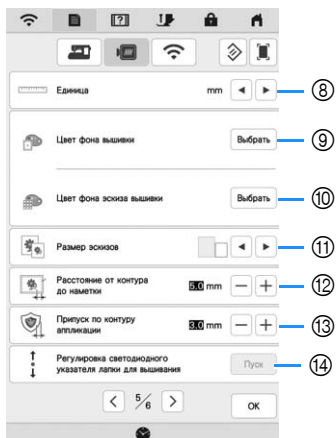 Единица mm ⑧
Цвет фона вышивки Выбрать ⑨
Цвет фона эскиза вышивки Выбрать ⑩
Размер эскизов ⑪
Расстояние от контура
до наметки 5.0 mm − + ⑫
Припуск по контуру
аппликации 3.0 mm − + ⑬
Регулировка светодиодного
указателя лапки для вышивания Пуск ⑭
< 5/6 > OK